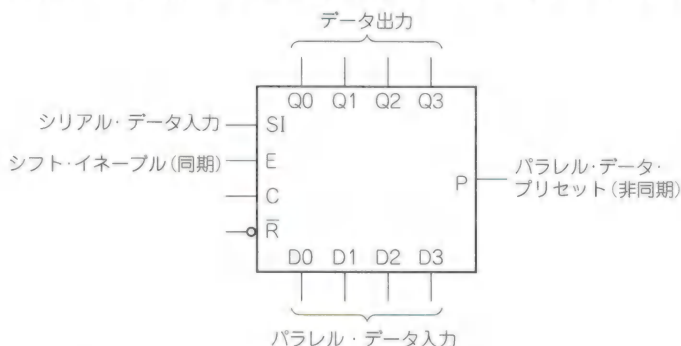 データ出力
Q0 Q1 Q2 Q3
シリアル・データ入力 SI
シフト・イネーブル(同期) E
C
R̅
P パラレル・データ・
プリセット(非同期)
D0 D1 D2 D3
パラレル・データ入力